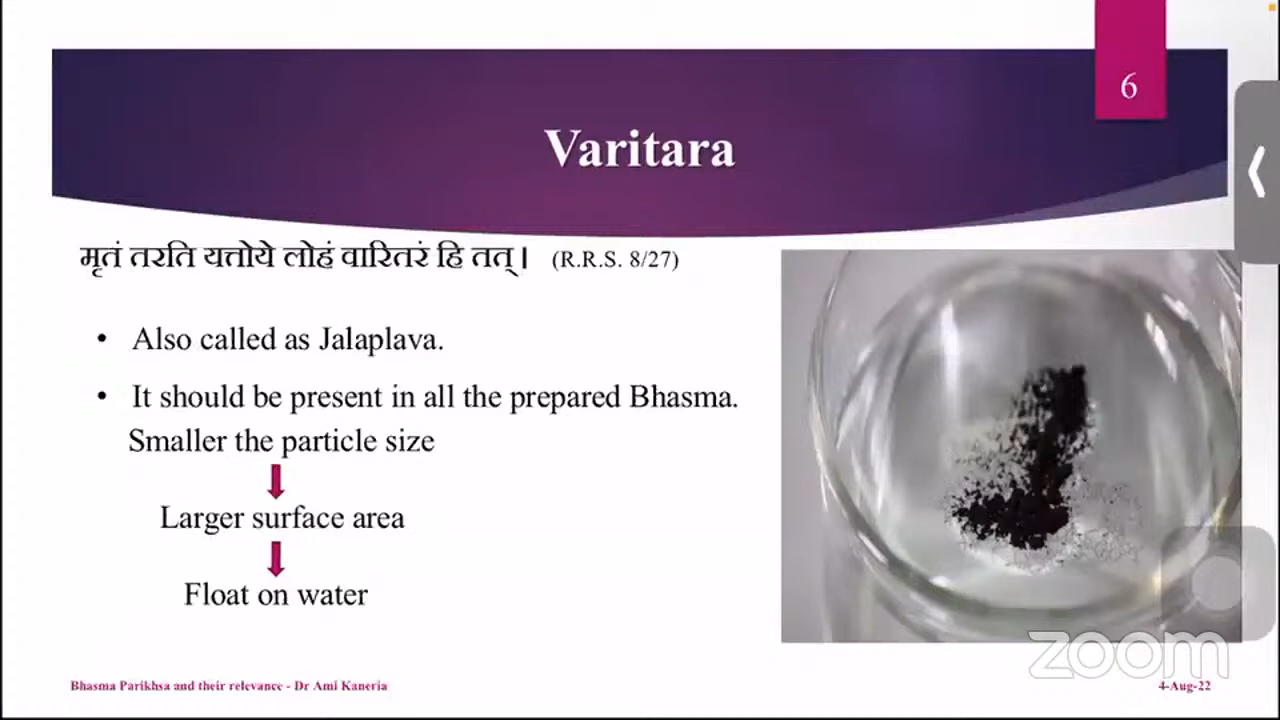 6
Varitara
मृतं तरति यत्तोये लोहं वारितरं हि तत् । (R.R.S. 8/27)
• Also called as Jalaplava.
• It should be present in all the prepared Bhasma.
Smaller the particle size
Larger surface area
Float on water
zoom
Bhasma Parikhsa and their relevance - Dr Ami Kaneria
4-Aug-22